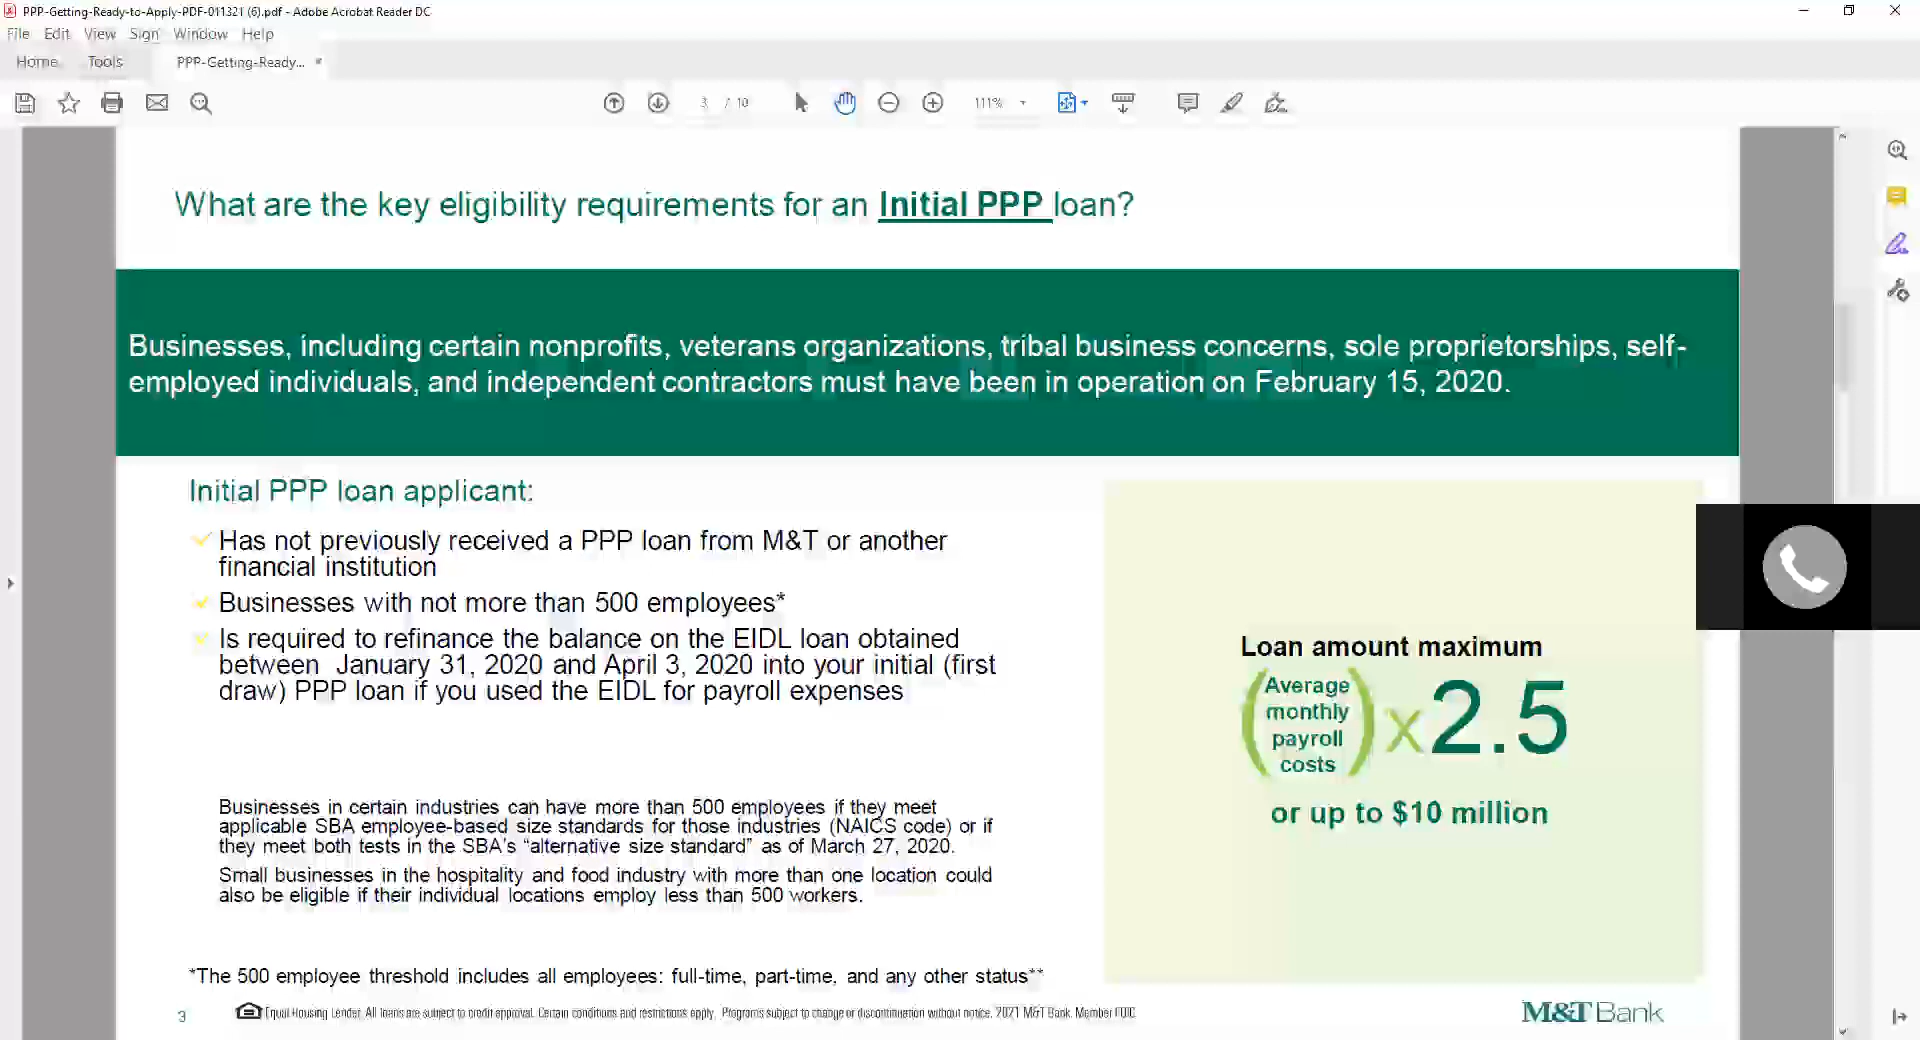 PPP-Getting-Ready-to-Apply-PDF-011321 (6).pdf - Adobe Acrobat Reader DC
File Edit View Sign Window Help
Home Tools PPP-Getting-Ready...
3 / 10 111%
What are the key eligibility requirements for an Initial PPP loan?
Businesses, including certain nonprofits, veterans organizations, tribal business concerns, sole proprietorships, self-
employed individuals, and independent contractors must have been in operation on February 15, 2020.
Initial PPP loan applicant:
Has not previously received a PPP loan from M&T or another
financial institution
Businesses with not more than 500 employees*
Is required to refinance the balance on the EIDL loan obtained
between January 31, 2020 and April 3, 2020 into your initial (first
draw) PPP loan if you used the EIDL for payroll expenses
Businesses in certain industries can have more than 500 employees if they meet
applicable SBA employee-based size standards for those industries (NAICS code) or if
they meet both tests in the SBA's “alternative size standard” as of March 27, 2020.
Small businesses in the hospitality and food industry with more than one location could
also be eligible if their individual locations employ less than 500 workers.
*The 500 employee threshold includes all employees: full-time, part-time, and any other status**
Loan amount maximum
(Average
monthly
payroll
costs) x2.5
or up to $10 million
3 Equal Housing Lender. All loans are subject to credit approval. Certain conditions and restrictions apply. Programs subject to change or discontinuation without notice. 2021 M&T Bank. Member FDIC
M&T Bank